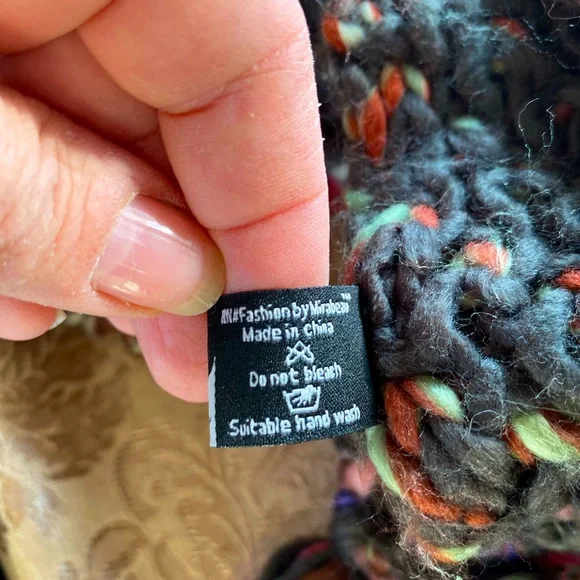 #Fashion by Mirabeau™
Made in China
Do not bleach
Suitable hand wash